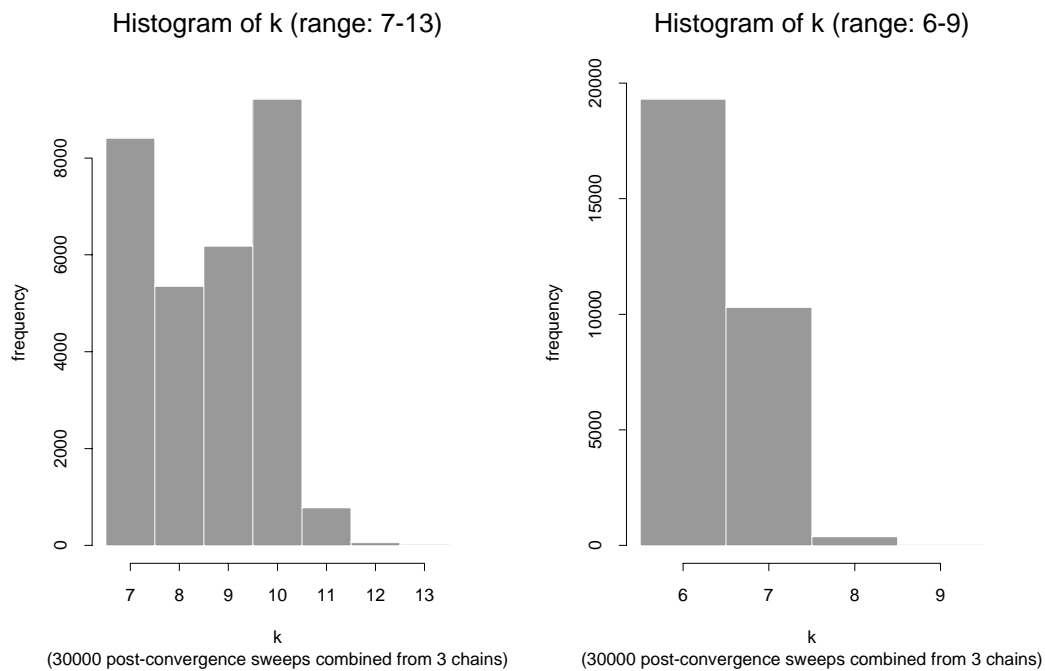 Histogram of k (range: 7-13)
frequency
0
2000
4000
6000
8000
7 8 9 10 11 12 13
k
(30000 post-convergence sweeps combined from 3 chains)
Histogram of k (range: 6-9)
frequency
0
5000
10000
15000
20000
6 7 8 9
k
(30000 post-convergence sweeps combined from 3 chains)